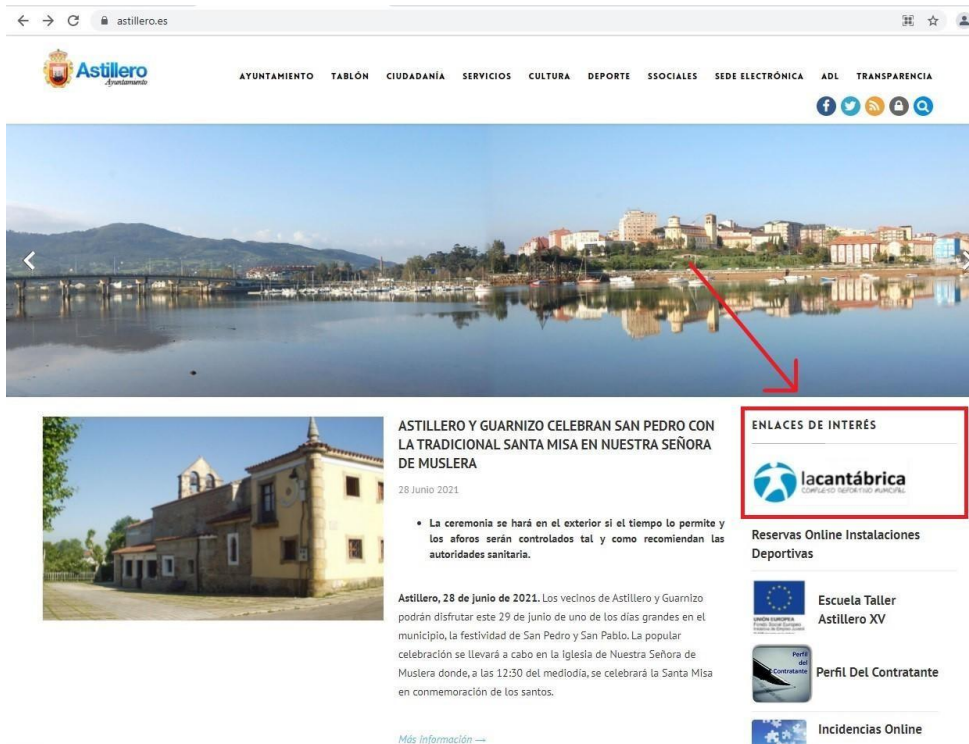 astillero.es
Astillero
Ayuntamiento
AYUNTAMIENTO TABLÓN CIUDADANÍA SERVICIOS CULTURA DEPORTE SSOCIALES SEDE ELECTRÓNICA ADL TRANSPARENCIA
ASTILLERO Y GUARNIZO CELEBRAN SAN PEDRO CON
LA TRADICIONAL SANTA MISA EN NUESTRA SEÑORA
DE MUSLERA
28 Junio 2021
• La ceremonia se hará en el exterior si el tiempo lo permite y
los aforos serán controlados tal y como recomiendan las
autoridades sanitaria.
Astillero, 28 de junio de 2021. Los vecinos de Astillero y Guarnizo
podrán disfrutar este 29 de junio de uno de los días grandes en el
municipio, la festividad de San Pedro y San Pablo. La popular
celebración se llevará a cabo en la iglesia de Nuestra Señora de
Muslera donde, a las 12:30 del mediodía, se celebrará la Santa Misa
en conmemoración de los santos.
Más información →
ENLACES DE INTERÉS
lacantábrica
COMPLEJO DEPORTIVO MUNICIPAL
Reservas Online Instalaciones
Deportivas
UNIÓN EUROPEA
Fondo Social Europeo
Escuela Taller
Astillero XV
Perfil
del
Contratante
Perfil Del Contratante
Incidencias Online